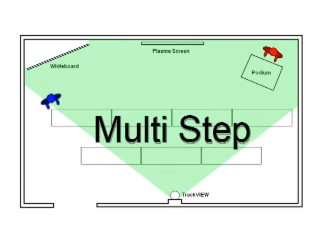 Plasma Screen
Whiteboard
Podium
Multi Step
TrackVIEW